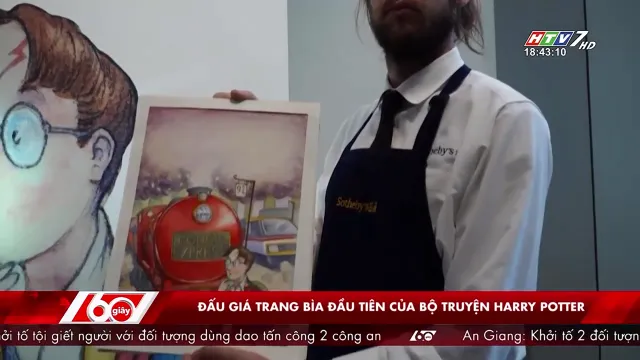 HTV7 HD
18:43:10
Sotheby's
60 giây
ĐẤU GIÁ TRANG BÌA ĐẦU TIÊN CỦA BỘ TRUYỆN HARRY POTTER
hởi tố tội giết người với đối tượng dùng dao tấn công 2 công an 60 An Giang: Khởi tố 2 đối tượn